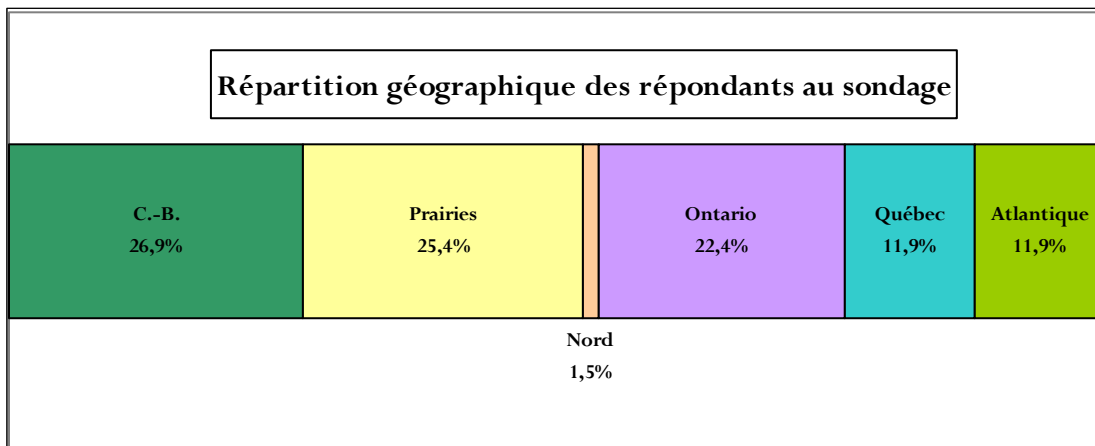 Répartition géographique des répondants au sondage
C.-B.
26,9%
Prairies
25,4%
Nord
1,5%
Ontario
22,4%
Québec
11,9%
Atlantique
11,9%